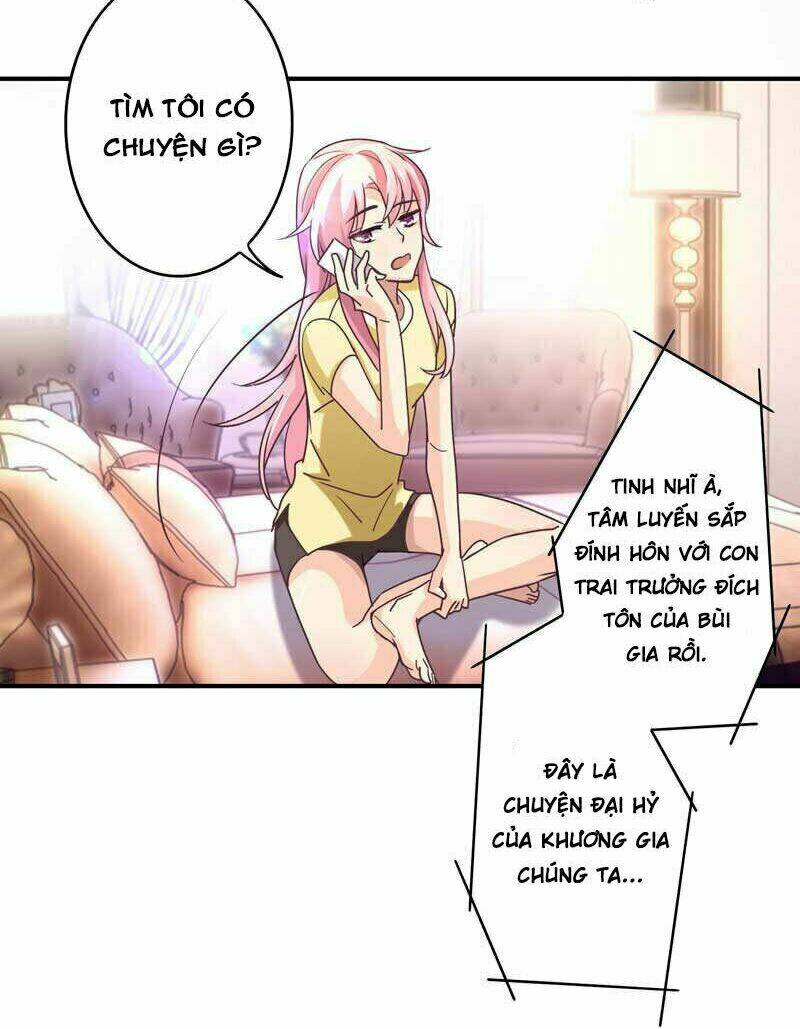 TÌM TÔI CÓ
CHUYỆN GÌ?
TINH NHĨ À,
TÂM LUYẾN SẮP
ĐÍNH HÔN VỚI CON
TRAI TRƯỞNG ĐÍCH
TÔN CỦA BÙI
GIA RỒI.
ĐÂY LÀ
CHUYỆN ĐẠI HỶ
CỦA KHƯƠNG GIA
CHÚNG TA...